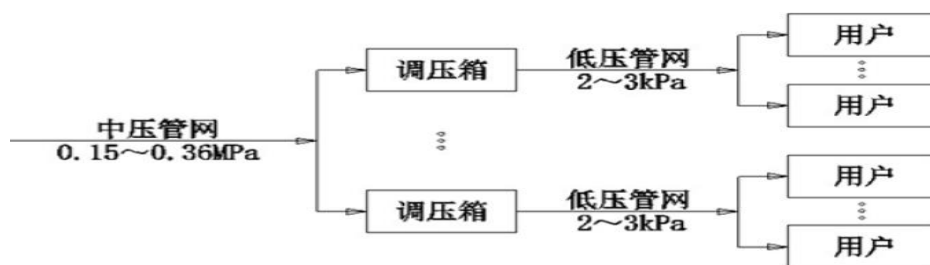 中压管网
0.15～0.36MPa
调压箱
低压管网
2～3kPa
用户
用户
调压箱
低压管网
2～3kPa
用户
用户